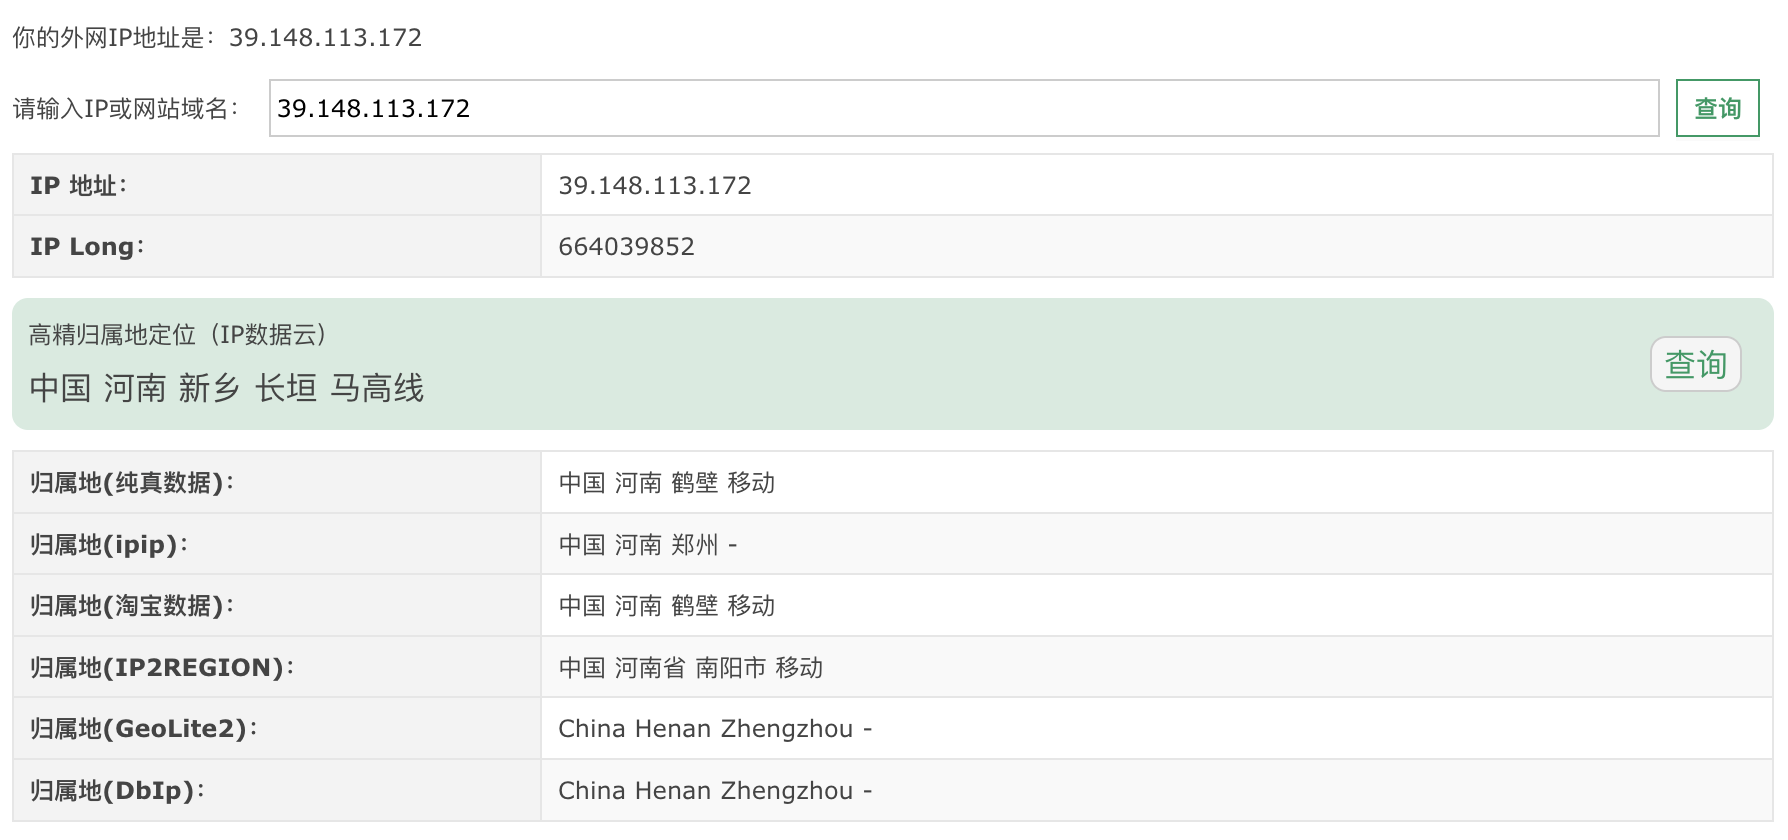 你的外网IP地址是：39.148.113.172
请输入IP或网站域名： 39.148.113.172 查询
IP 地址： 39.148.113.172
IP Long： 664039852
高精归属地定位（IP数据云）
中国 河南 新乡 长垣 马高线 查询
归属地(纯真数据)： 中国 河南 鹤壁 移动
归属地(ipip)： 中国 河南 郑州 -
归属地(淘宝数据)： 中国 河南 鹤壁 移动
归属地(IP2REGION)： 中国 河南省 南阳市 移动
归属地(GeoLite2)： China Henan Zhengzhou -
归属地(DbIp)： China Henan Zhengzhou -